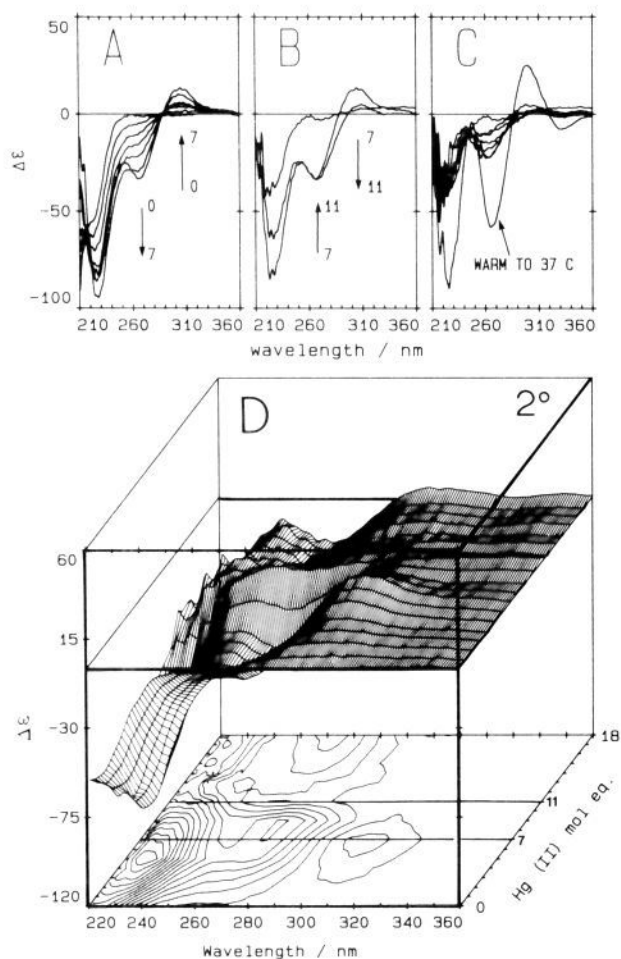 50
0
-50
-100
Δε
A
7
0
0
7
B
7
11
11
7
C
WARM TO 37 C
210 260 310 360
210 260 310 360
210 260 310 360
wavelength / nm
D
2°
60
15
-30
-75
-120
Δε
18
11
7
0
Hg (II) mol eq.
220 240 260 280 300 320 340 360
Wavelength / nm